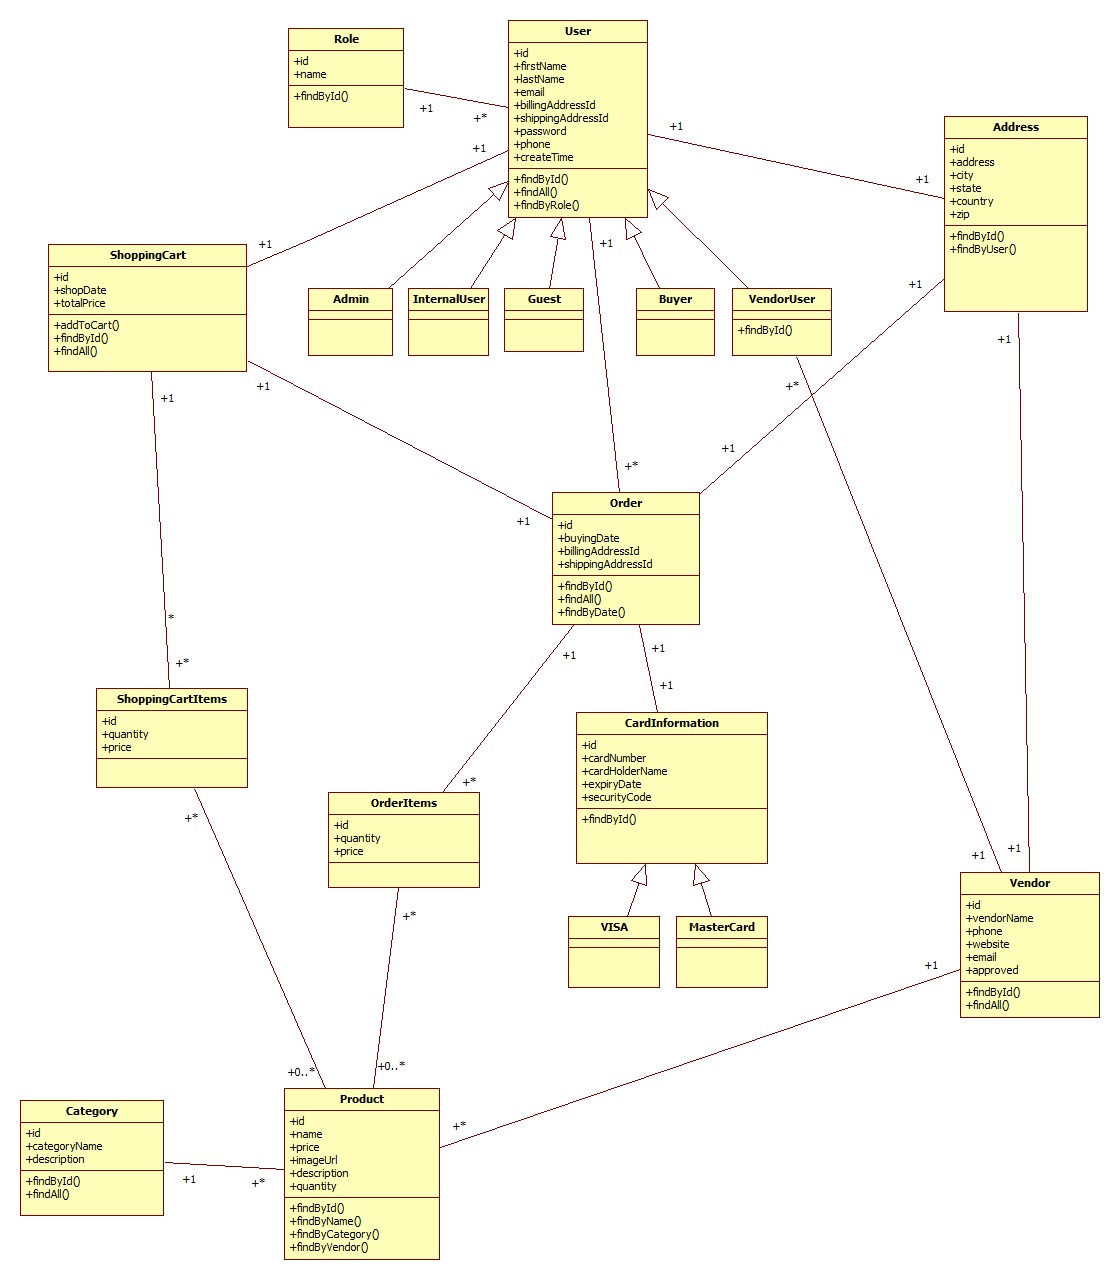 Role
+id
+name
+findById()
User
+id
+firstName
+lastName
+email
+billingAddressId
+shippingAddressId
+password
+phone
+createTime
+findById()
+findAll()
+findByRole()
Address
+id
+address
+city
+state
+country
+zip
+findById()
+findByUser()
+1
+*
+1
+1
+1
+1
+1
+1
+1
ShoppingCart
+id
+shopDate
+totalPrice
+addToCart()
+findById()
+findAll()
Admin
InternalUser
Guest
Buyer
VendorUser
+findById()
+1
+1
+*
+1
+1
+*
+1
Order
+id
+buyingDate
+billingAddressId
+shippingAddressId
+findById()
+findAll()
+findByDate()
*
+*
+1
+1
+1
ShoppingCartItems
+id
+quantity
+price
CardInformation
+id
+cardNumber
+cardHolderName
+expiryDate
+securityCode
+findById()
+*
+*
OrderItems
+id
+quantity
+price
+1
+1
Vendor
+id
+vendorName
+phone
+website
+email
+approved
+findById()
+findAll()
+*
VISA
MasterCard
+1
+0..*
+0..*
Category
+id
+categoryName
+description
+findById()
+findAll()
+1
+*
Product
+id
+name
+price
+imageUrl
+description
+quantity
+findById()
+findByName()
+findByCategory()
+findByVendor()
+*